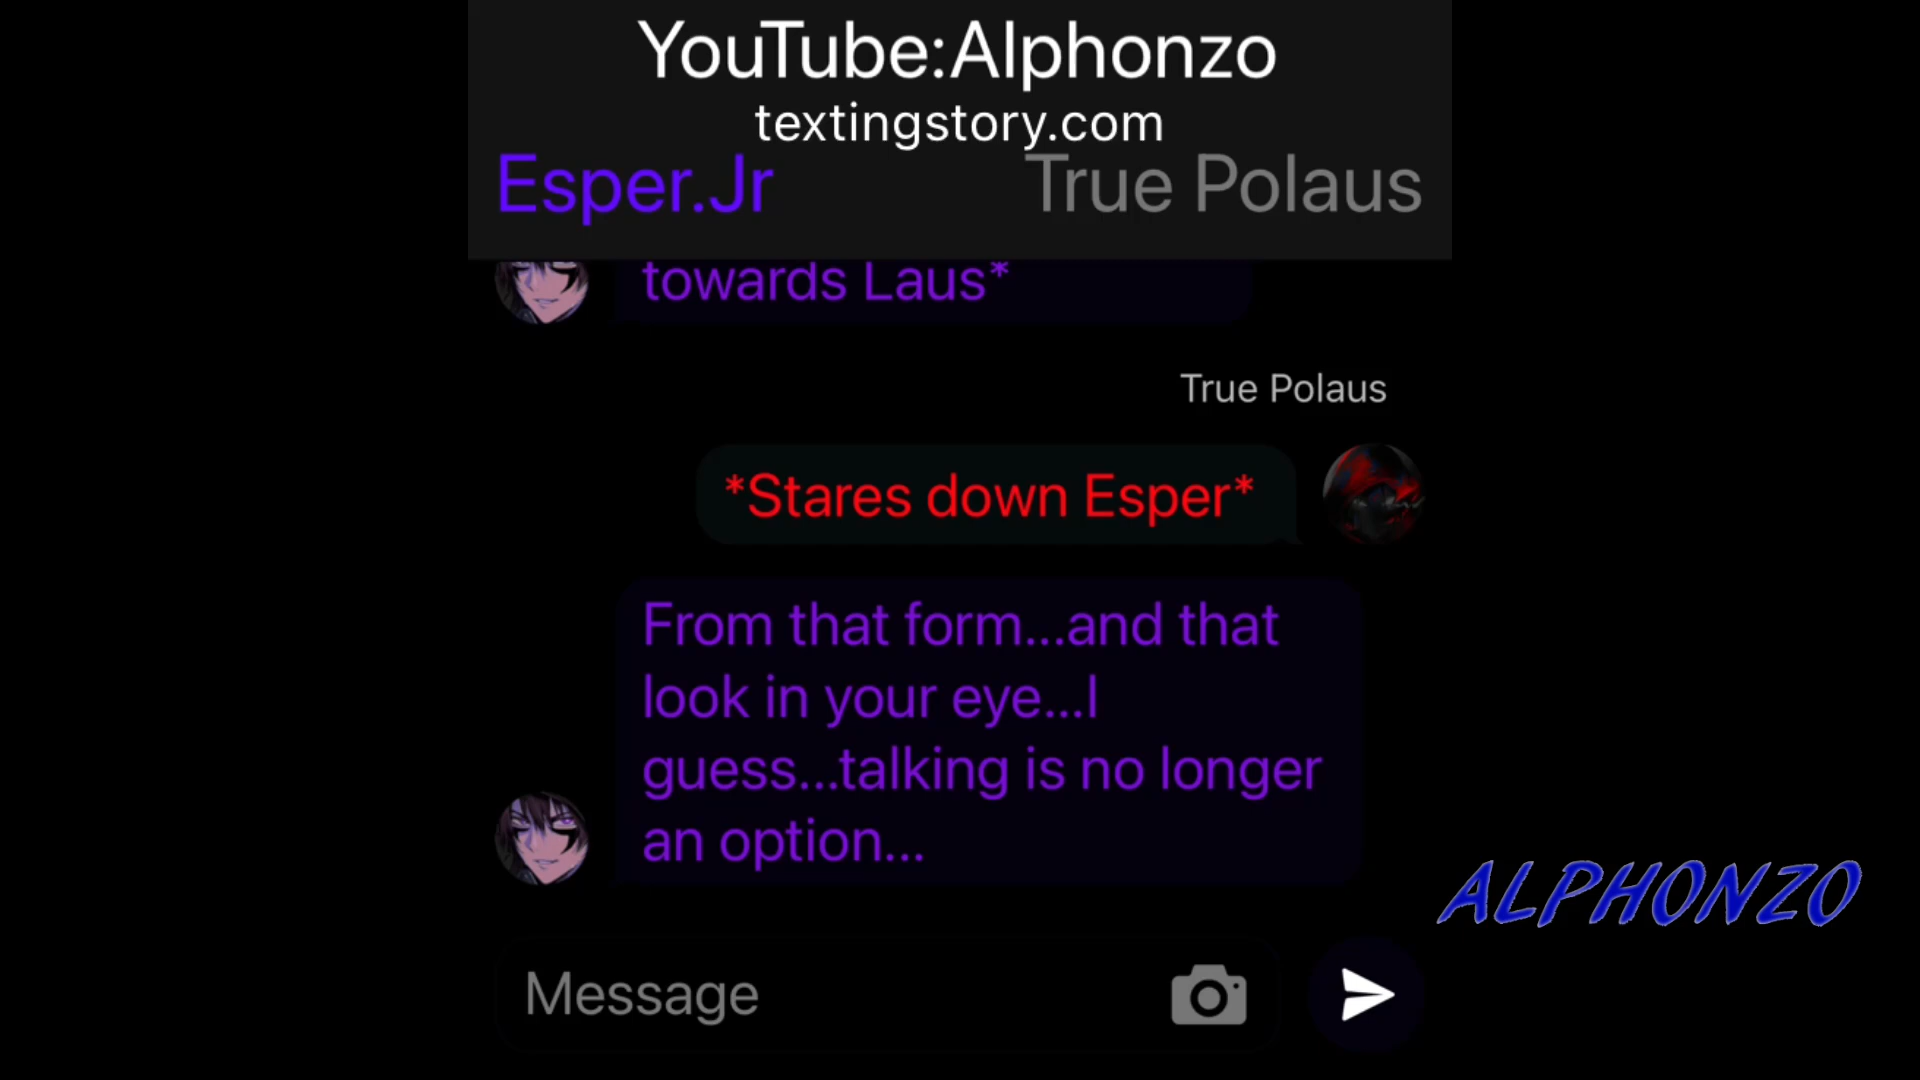 YouTube:Alphonzo
textingstory.com
Esper.Jr
True Polaus
towards Laus*
True Polaus
*Stares down Esper*
From that form...and that
look in your eye...I
guess...talking is no longer
an option...
ALPHONZO
Message